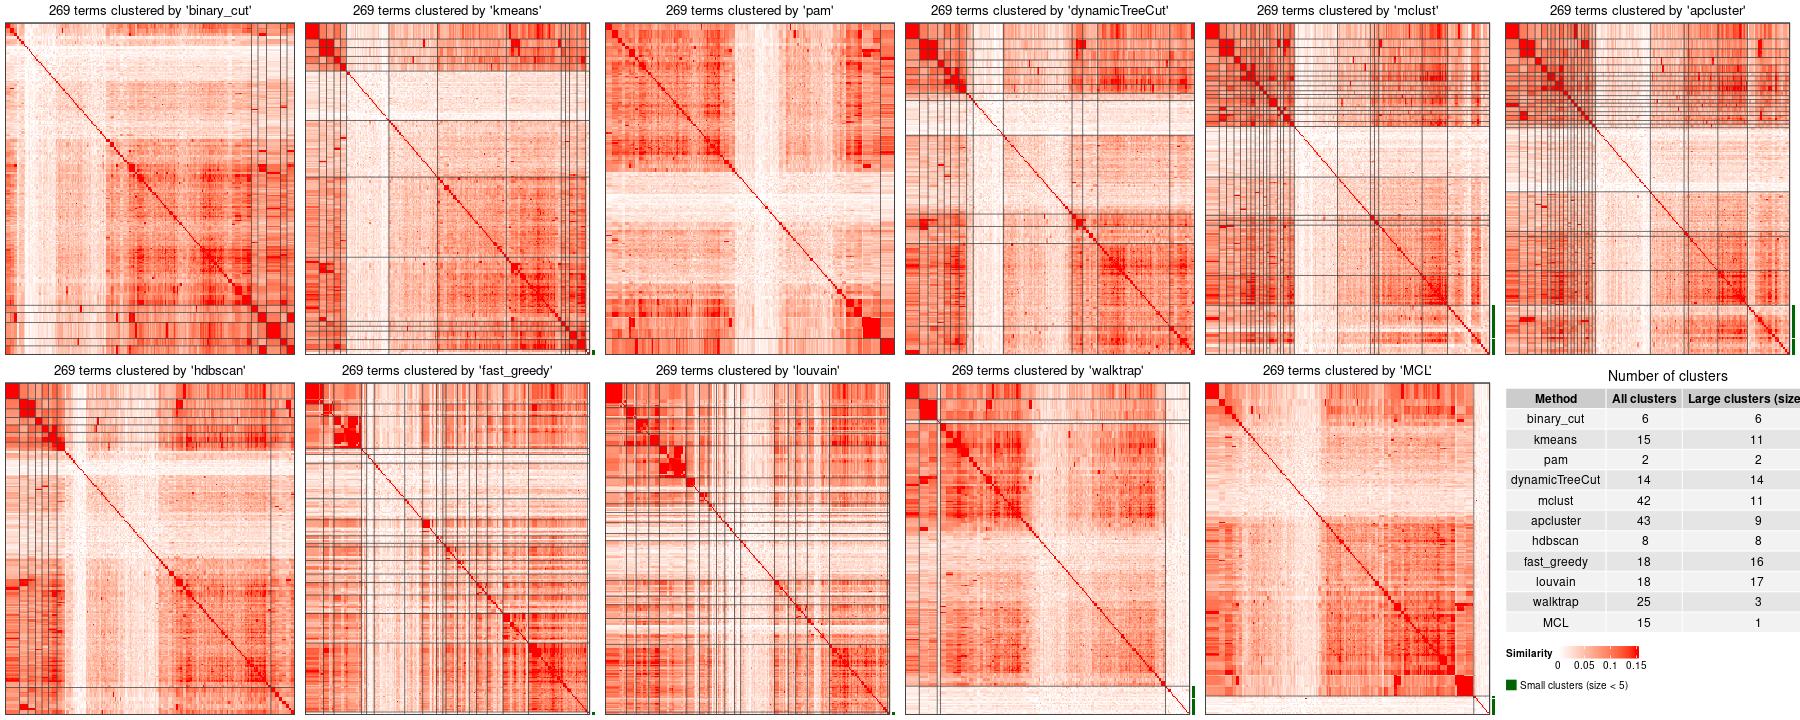 269 terms clustered by 'binary_cut'
269 terms clustered by 'kmeans'
269 terms clustered by 'pam'
269 terms clustered by 'dynamicTreeCut'
269 terms clustered by 'mclust'
269 terms clustered by 'apcluster'
269 terms clustered by 'hdbscan'
269 terms clustered by 'fast_greedy'
269 terms clustered by 'louvain'
269 terms clustered by 'walktrap'
269 terms clustered by 'MCL'
Number of clusters
Method All clusters Large clusters (size
binary_cut 6 6
kmeans 15 11
pam 2 2
dynamicTreeCut 14 14
mclust 42 11
apcluster 43 9
hdbscan 8 8
fast_greedy 18 16
louvain 18 17
walktrap 25 3
MCL 15 1
Similarity
0 0.05 0.1 0.15
Small clusters (size < 5)